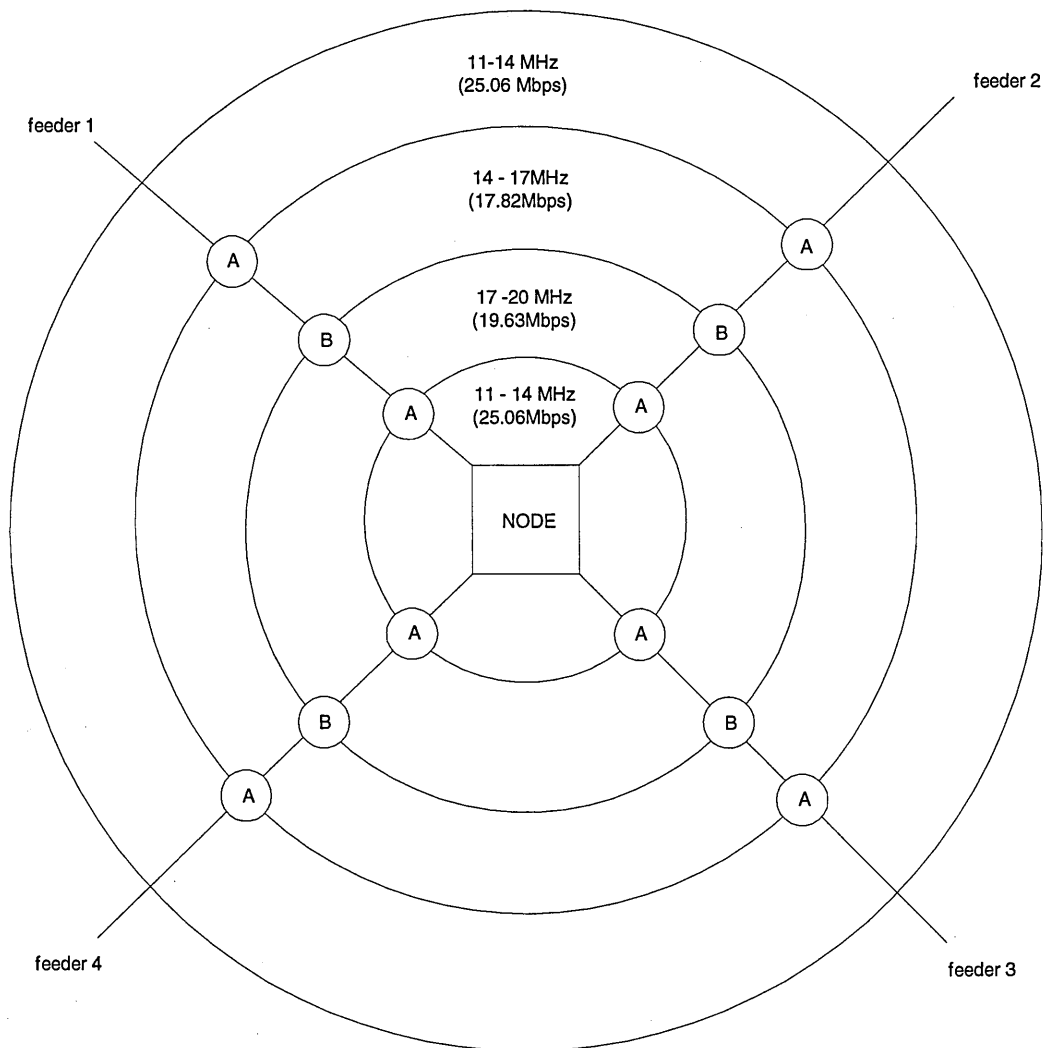 11-14 MHz
(25.06 Mbps)
feeder 2
feeder 1
14 - 17MHz
(17.82Mbps)
A
A
17 -20 MHz
(19.63Mbps)
B
B
11 - 14 MHz
(25.06Mbps)
A
A
NODE
A
A
B
B
A
A
feeder 4
feeder 3